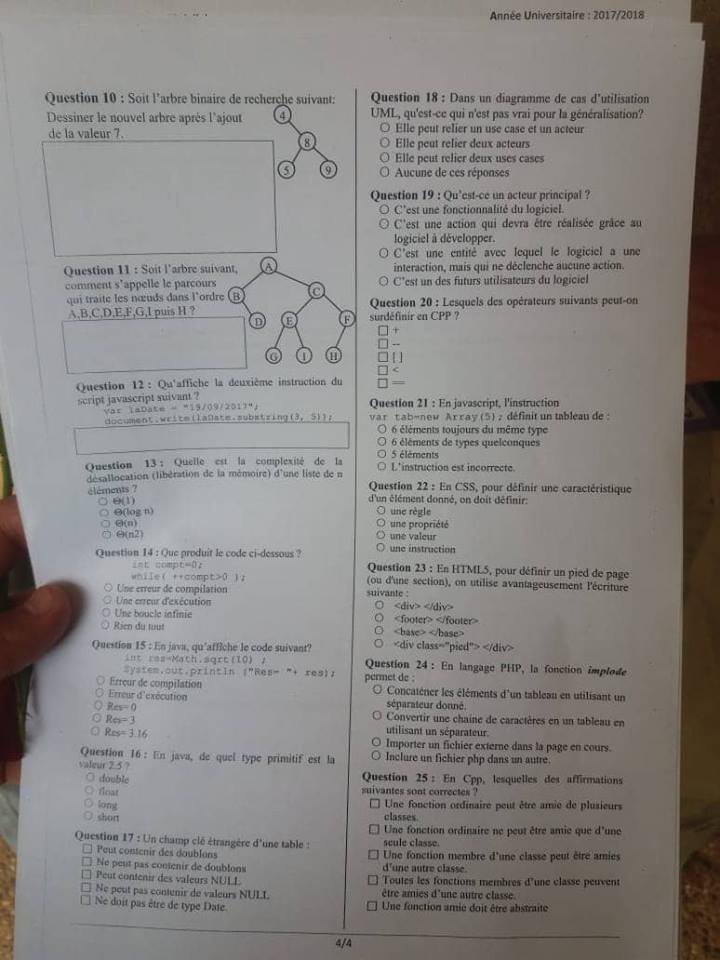 Année Universitaire : 2017/2018
Question 10 : Soit l'arbre binaire de recherche suivant:
Dessiner le nouvel arbre après l'ajout
de la valeur 7.
4
8
5
9
Question 11 : Soit l'arbre suivant,
comment s'appelle le parcours
qui traite les nœuds dans l'ordre
A,B,C,D,E,F,G,I puis H ?
A
B
C
D
E
F
G
I
H
Question 12 : Qu'affiche la deuxième instruction du
script javascript suivant ?
var laDate = "19/09/2017";
document.write(laDate.substring(3, 5));
Question 13 : Quelle est la complexité de la
désallocation (libération de la mémoire) d'une liste de n
éléments ?
Θ(1)
Θ(log n)
Θ(n)
Θ(n2)
Question 14 : Que produit le code ci-dessous ?
int compt=0;
while( ++compt>0 );
Une erreur de compilation
Une erreur d'exécution
Une boucle infinie
Rien du tout
Question 15 : En java, qu'affiche le code suivant?
int res=Math.sqrt(10) ;
System.out.println ("Res= "+ res);
Erreur de compilation
Erreur d'exécution
Res= 0
Res= 3
Res= 3.16
Question 16 : En java, de quel type primitif est la
valeur 2.5 ?
double
float
long
short
Question 17 : Un champ clé étrangère d'une table :
Peut contenir des doublons
Ne peut pas contenir de doublons
Peut contenir des valeurs NULL
Ne peut pas contenir de valeurs NULL
Ne doit pas être de type Date.
Question 18 : Dans un diagramme de cas d'utilisation
UML, qu'est-ce qui n'est pas vrai pour la généralisation?
Elle peut relier un use case et un acteur
Elle peut relier deux acteurs
Elle peut relier deux uses cases
Aucune de ces réponses
Question 19 : Qu'est-ce un acteur principal ?
C'est une fonctionnalité du logiciel.
C'est une action qui devra être réalisée grâce au
logiciel à développer.
C'est une entité avec lequel le logiciel a une
interaction, mais qui ne déclenche aucune action.
C'est un des futurs utilisateurs du logiciel
Question 20 : Lesquels des opérateurs suivants peut-on
surdéfinir en CPP ?
+
--
[ ]
<
==
Question 21 : En javascript, l'instruction
var tab=new Array(5); définit un tableau de :
6 éléments toujours du même type
6 éléments de types quelconques
5 éléments
L'instruction est incorrecte.
Question 22 : En CSS, pour définir une caractéristique
d'un élément donné, on doit définir:
une règle
une propriété
une valeur
une instruction
Question 23 : En HTML5, pour définir un pied de page
(ou d'une section), on utilise avantageusement l'écriture
suivante :
<div> </div>
<footer> </footer>
<base> </base>
<div class="pied"> </div>
Question 24 : En langage PHP, la fonction implode
permet de :
Concaténer les éléments d'un tableau en utilisant un
séparateur donné.
Convertir une chaine de caractères en un tableau en
utilisant un séparateur.
Importer un fichier externe dans la page en cours.
Inclure un fichier php dans un autre.
Question 25 : En Cpp, lesquelles des affirmations
suivantes sont correctes ?
Une fonction ordinaire peut être amie de plusieurs
classes.
Une fonction ordinaire ne peut être amie que d'une
seule classe.
Une fonction membre d'une classe peut être amies
d'une autre classe.
Toutes les fonctions membres d'une classe peuvent
être amies d'une autre classe.
Une fonction amie doit être abstraite
4/4